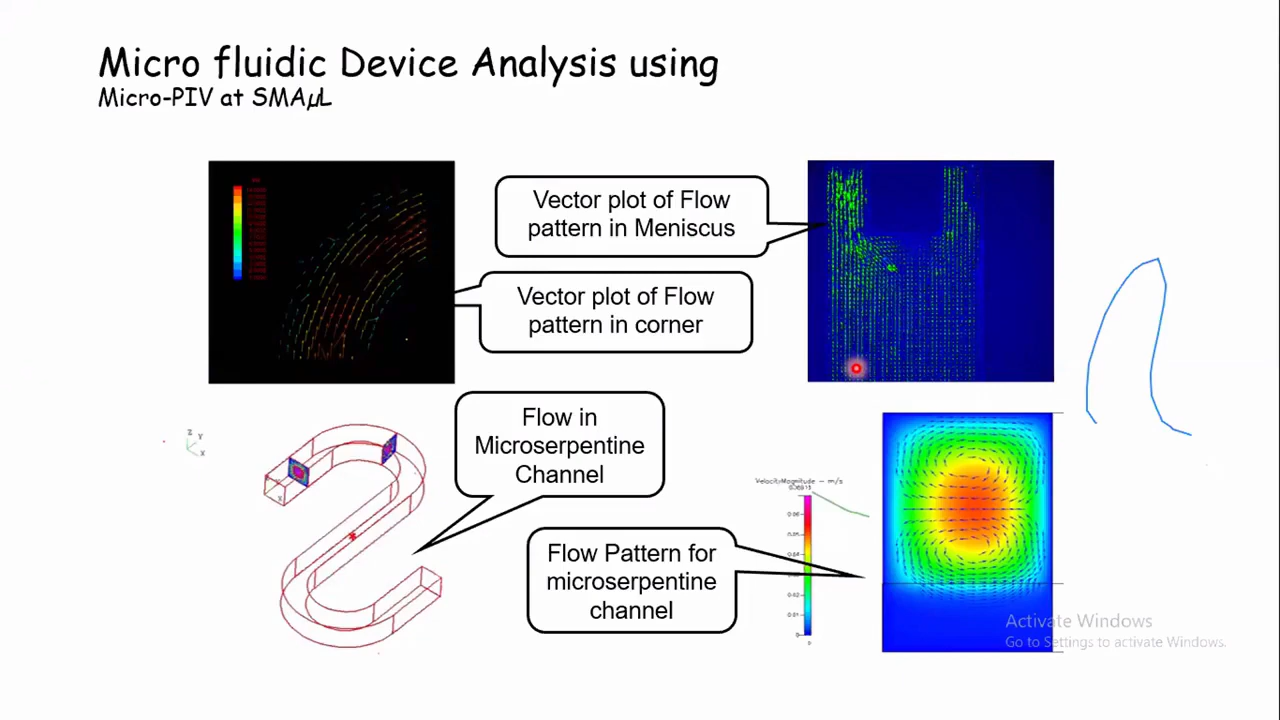 Micro fluidic Device Analysis using
Micro-PIV at SMAµL
Vector plot of Flow
pattern in Meniscus
Vector plot of Flow
pattern in corner
Flow in
Microserpentine
Channel
Z
Y
X
VelocityMagnitude - m/s
Flow Pattern for
microserpentine
channel
0
Activate Windows
Go to Settings to activate Windows.